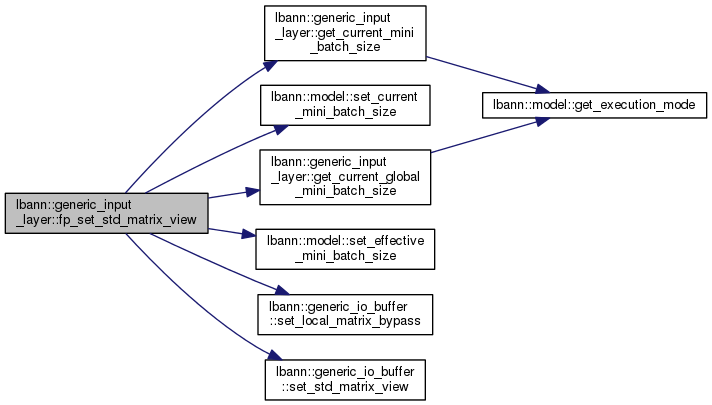 lbann::generic_input
_layer::get_current_mini
_batch_size
lbann::model::set_current
_mini_batch_size
lbann::model::get_execution_mode
lbann::generic_input
_layer::get_current_global
_mini_batch_size
lbann::generic_input
_layer::fp_set_std_matrix_view
lbann::model::set_effective
_mini_batch_size
lbann::generic_io_buffer
::set_local_matrix_bypass
lbann::generic_io_buffer
::set_std_matrix_view